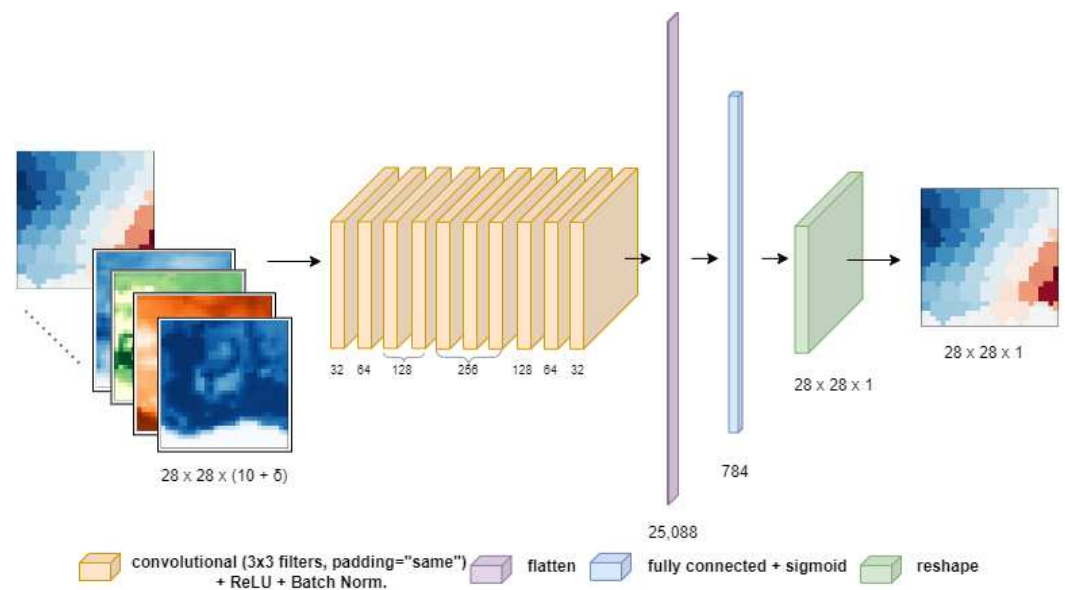 28 x 28 x (10 + δ)
32 64 128 256 128 64 32
25,088
784
28 x 28 x 1
28 x 28 x 1
convolutional (3x3 filters, padding="same")
+ ReLU + Batch Norm.
flatten
fully connected + sigmoid
reshape